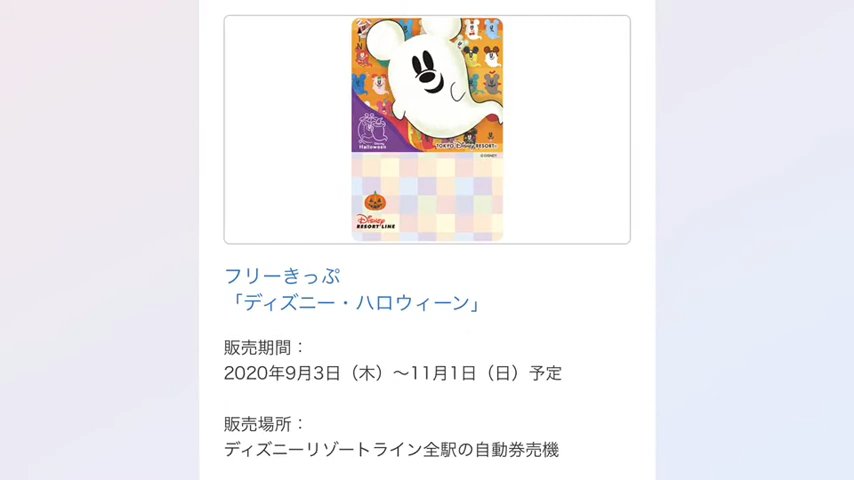 Halloween
TOKYO Disney RESORT
©DISNEY
Disney
RESORT LINE
フリーきっぷ
「ディズニー・ハロウィーン」
販売期間：
2020年9月3日（木）～11月1日（日）予定
販売場所：
ディズニーリゾートライン全駅の自動券売機